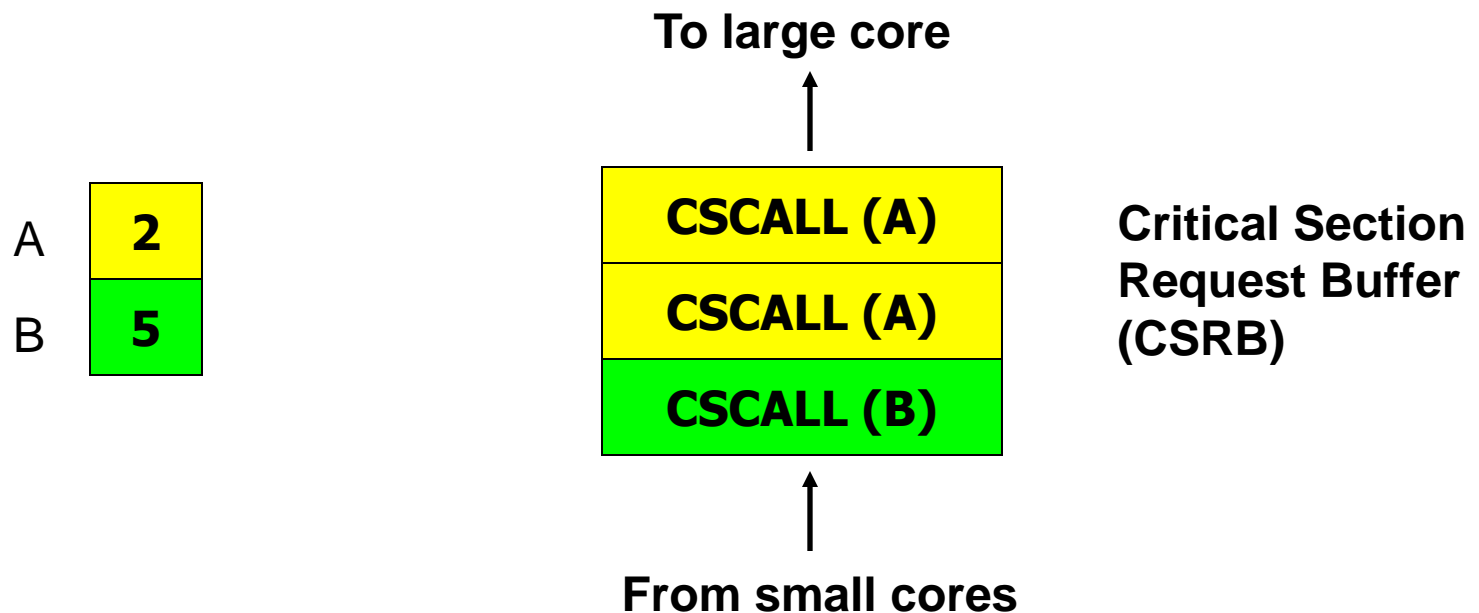 To large core
A
2
B
5
CSCALL (A)
CSCALL (A)
CSCALL (B)
Critical Section
Request Buffer
(CSRB)
From small cores